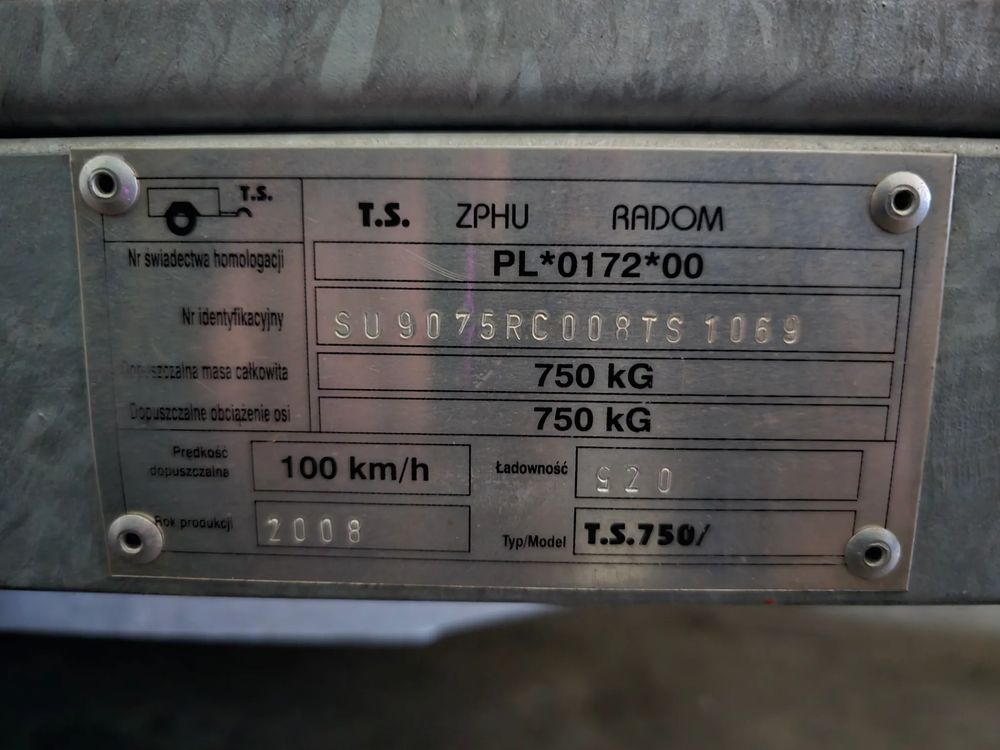 T.S.
T.S. ZPHU RADOM
Nr świadectwa homologacji PL*0172*00
Nr identyfikacyjny SU9075RC008TS1069
Dopuszczalna masa całkowita 750 kG
Dopuszczalne obciążenie osi 750 kG
Prędkość dopuszczalna 100 km/h Ładowność 520
Rok produkcji 2008 Typ/Model T.S.750/